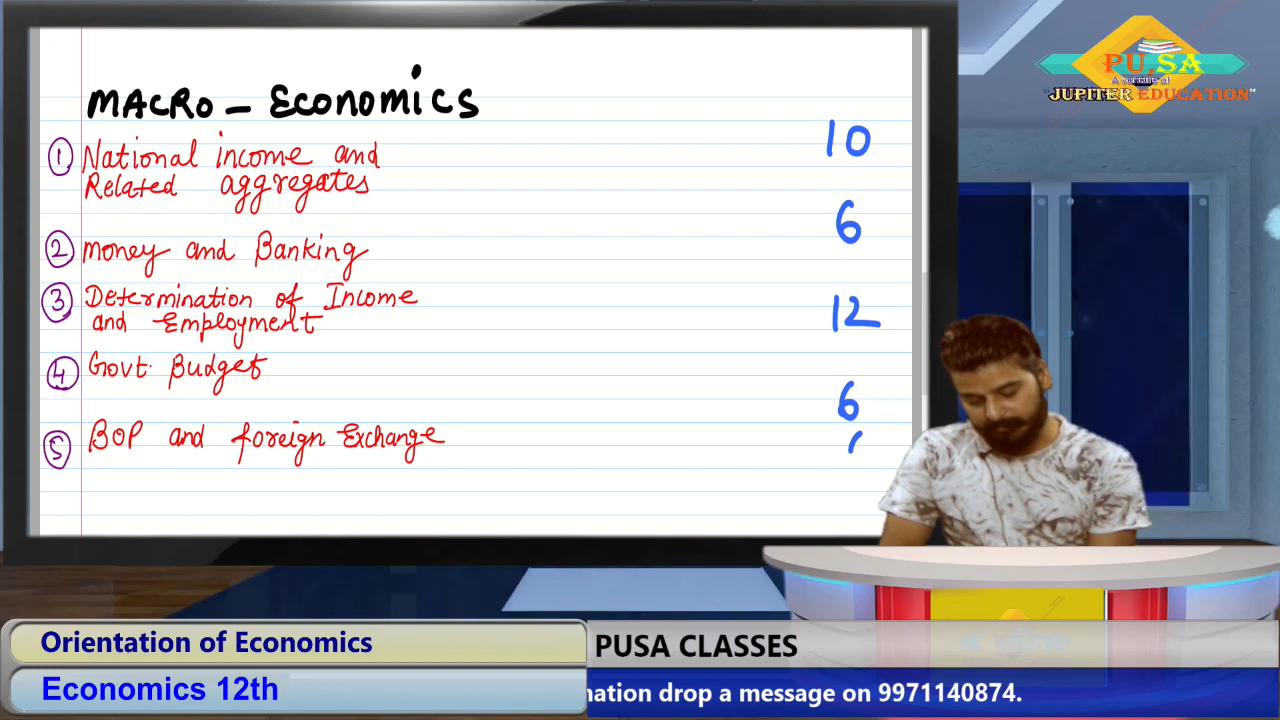 MACRO - Economics
① National income and
Related aggregates
10
② money and Banking
6
③ Determination of Income
and Employment
12
④ Govt. Budget
6
⑤ BOP and foreign Exchange
PU,SA
A venture of
"JUPITER EDUCATION"
Orientation of Economics
PUSA CLASSES
Economics 12th
nation drop a message on 9971140874.